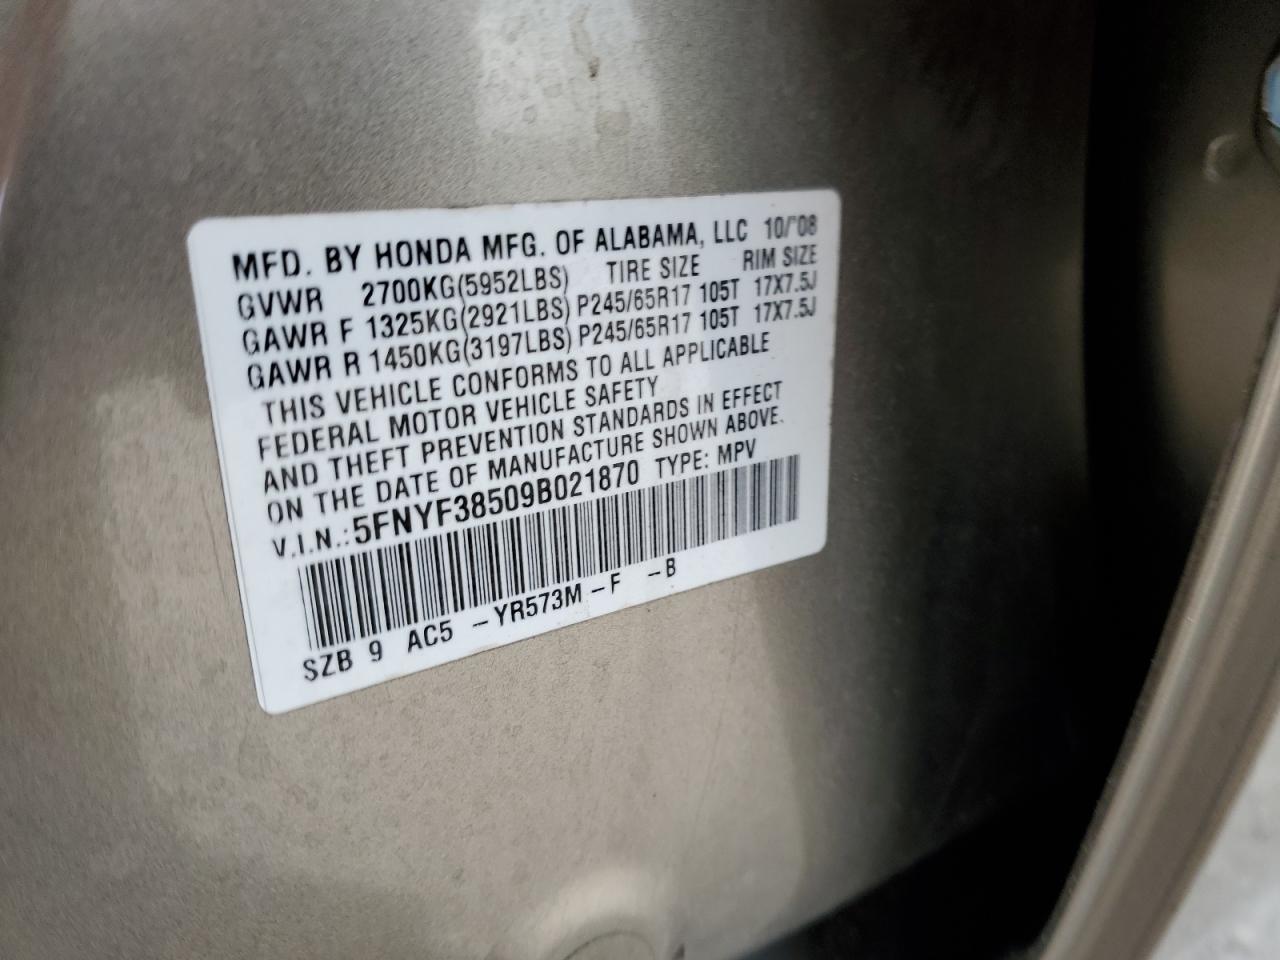 MFD. BY HONDA MFG. OF ALABAMA, LLC 10/'08
GVWR 2700KG(5952LBS) TIRE SIZE RIM SIZE
GAWR F 1325KG(2921LBS) P245/65R17 105T 17X7.5J
GAWR R 1450KG(3197LBS) P245/65R17 105T 17X7.5J
THIS VEHICLE CONFORMS TO ALL APPLICABLE
FEDERAL MOTOR VEHICLE SAFETY
AND THEFT PREVENTION STANDARDS IN EFFECT
ON THE DATE OF MANUFACTURE SHOWN ABOVE.
V.I.N.: 5FNYF38509B021870 TYPE: MPV
SZB 9 AC5 -YR573M-F -B